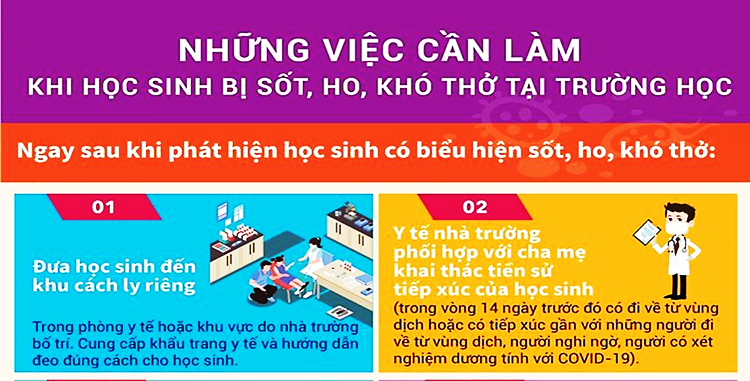 NHỮNG VIỆC CẦN LÀM
KHI HỌC SINH BỊ SỐT, HO, KHÓ THỞ TẠI TRƯỜNG HỌC
Ngay sau khi phát hiện học sinh có biểu hiện sốt, ho, khó thở:
01
Đưa học sinh đến
khu cách ly riêng
Trong phòng y tế hoặc khu vực do nhà trường
bố trí. Cung cấp khẩu trang y tế và hướng dẫn
đeo đúng cách cho học sinh.
02
Y tế nhà trường
phối hợp với cha mẹ
khai thác tiền sử
tiếp xúc của học sinh
(trong vòng 14 ngày trước đó có đi về từ vùng
dịch hoặc có tiếp xúc gần với những người đi
về từ vùng dịch, người nghi ngờ, người có xét
nghiệm dương tính với COVID-19).